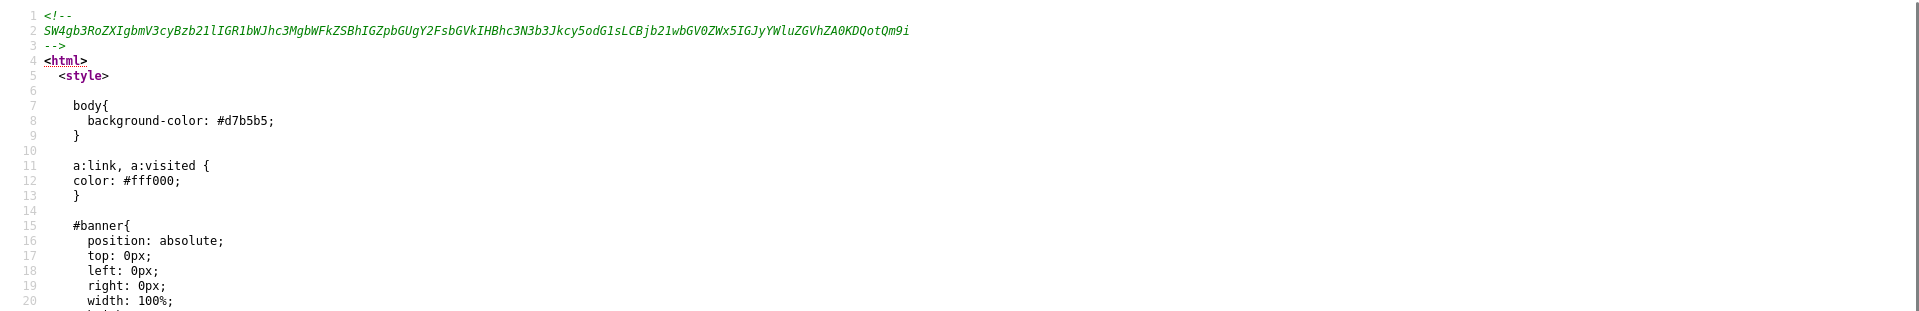 1 <!--
2 SW4gb3RoZXIgbmV3cyBzb21lIGR1bWJhc3MgbWFkZSBhIGZpbGUgY2FsbGVkIHBhc3N3b3Jkcy5odG1sLCBjb21wbGV0ZWx5IGJyYWluZGVhZA0KDQotQm9i
3 -->
4 <html>
5 <style>
6
7 body{
8 background-color: #d7b5b5;
9 }
10
11 a:link, a:visited {
12 color: #fff000;
13 }
14
15 #banner{
16 position: absolute;
17 top: 0px;
18 left: 0px;
19 right: 0px;
20 width: 100%;